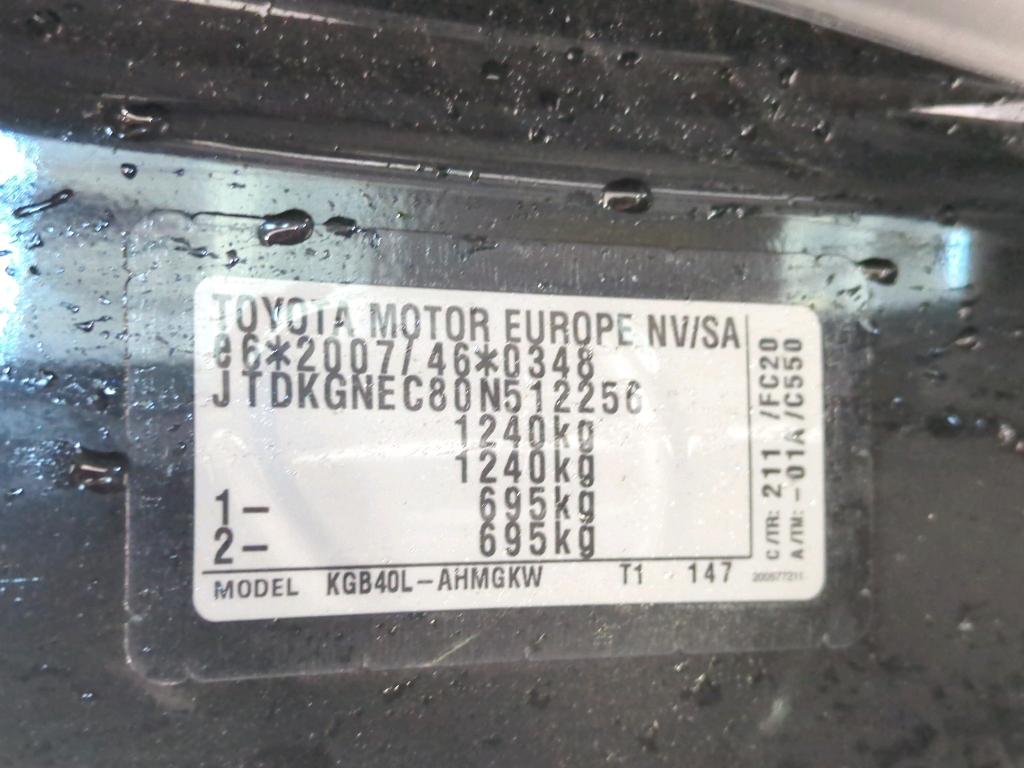 TOYOTA MOTOR EUROPE NV/SA
e6*2007/46*0348
JTDKGNEC80N512256
1240kg
1240kg
1- 695kg
2- 695kg
MODEL KGB40L-AHMGKW T1 147
C/TR: 211 /FC20
A/TM: -01A/C550